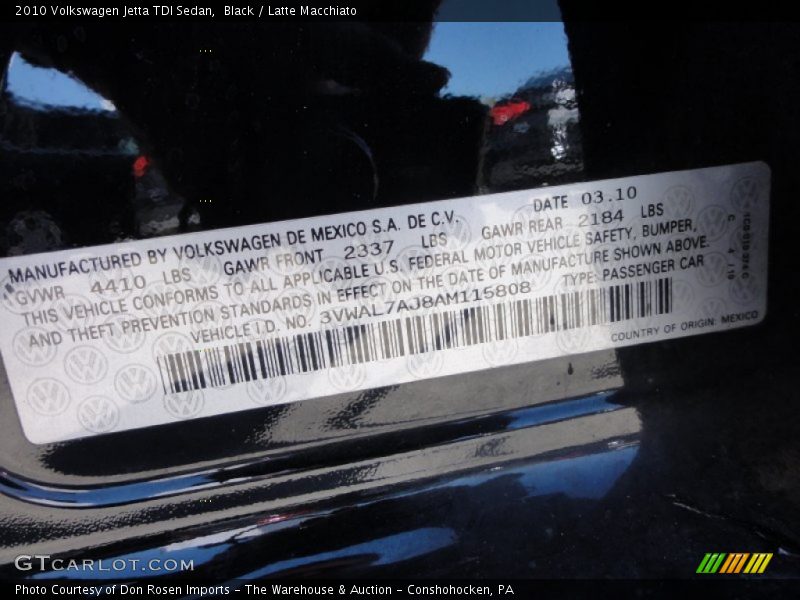 2010 Volkswagen Jetta TDI Sedan,  Black / Latte Macchiato
MANUFACTURED BY VOLKSWAGEN DE MEXICO S.A. DE C.V. DATE 03.10
GVWR 4410 LBS GAWR FRONT 2337 LBS GAWR REAR 2184 LBS
THIS VEHICLE CONFORMS TO ALL APPLICABLE U.S. FEDERAL MOTOR VEHICLE SAFETY, BUMPER,
AND THEFT PREVENTION STANDARDS IN EFFECT ON THE DATE OF MANUFACTURE SHOWN ABOVE.
VEHICLE I.D. NO. 3VWAL7AJ8AM115808 TYPE: PASSENGER CAR
COUNTRY OF ORIGIN: MEXICO
GTcarlot.com
Photo Courtesy of Don Rosen Imports - The Warehouse & Auction - Conshohocken, PA